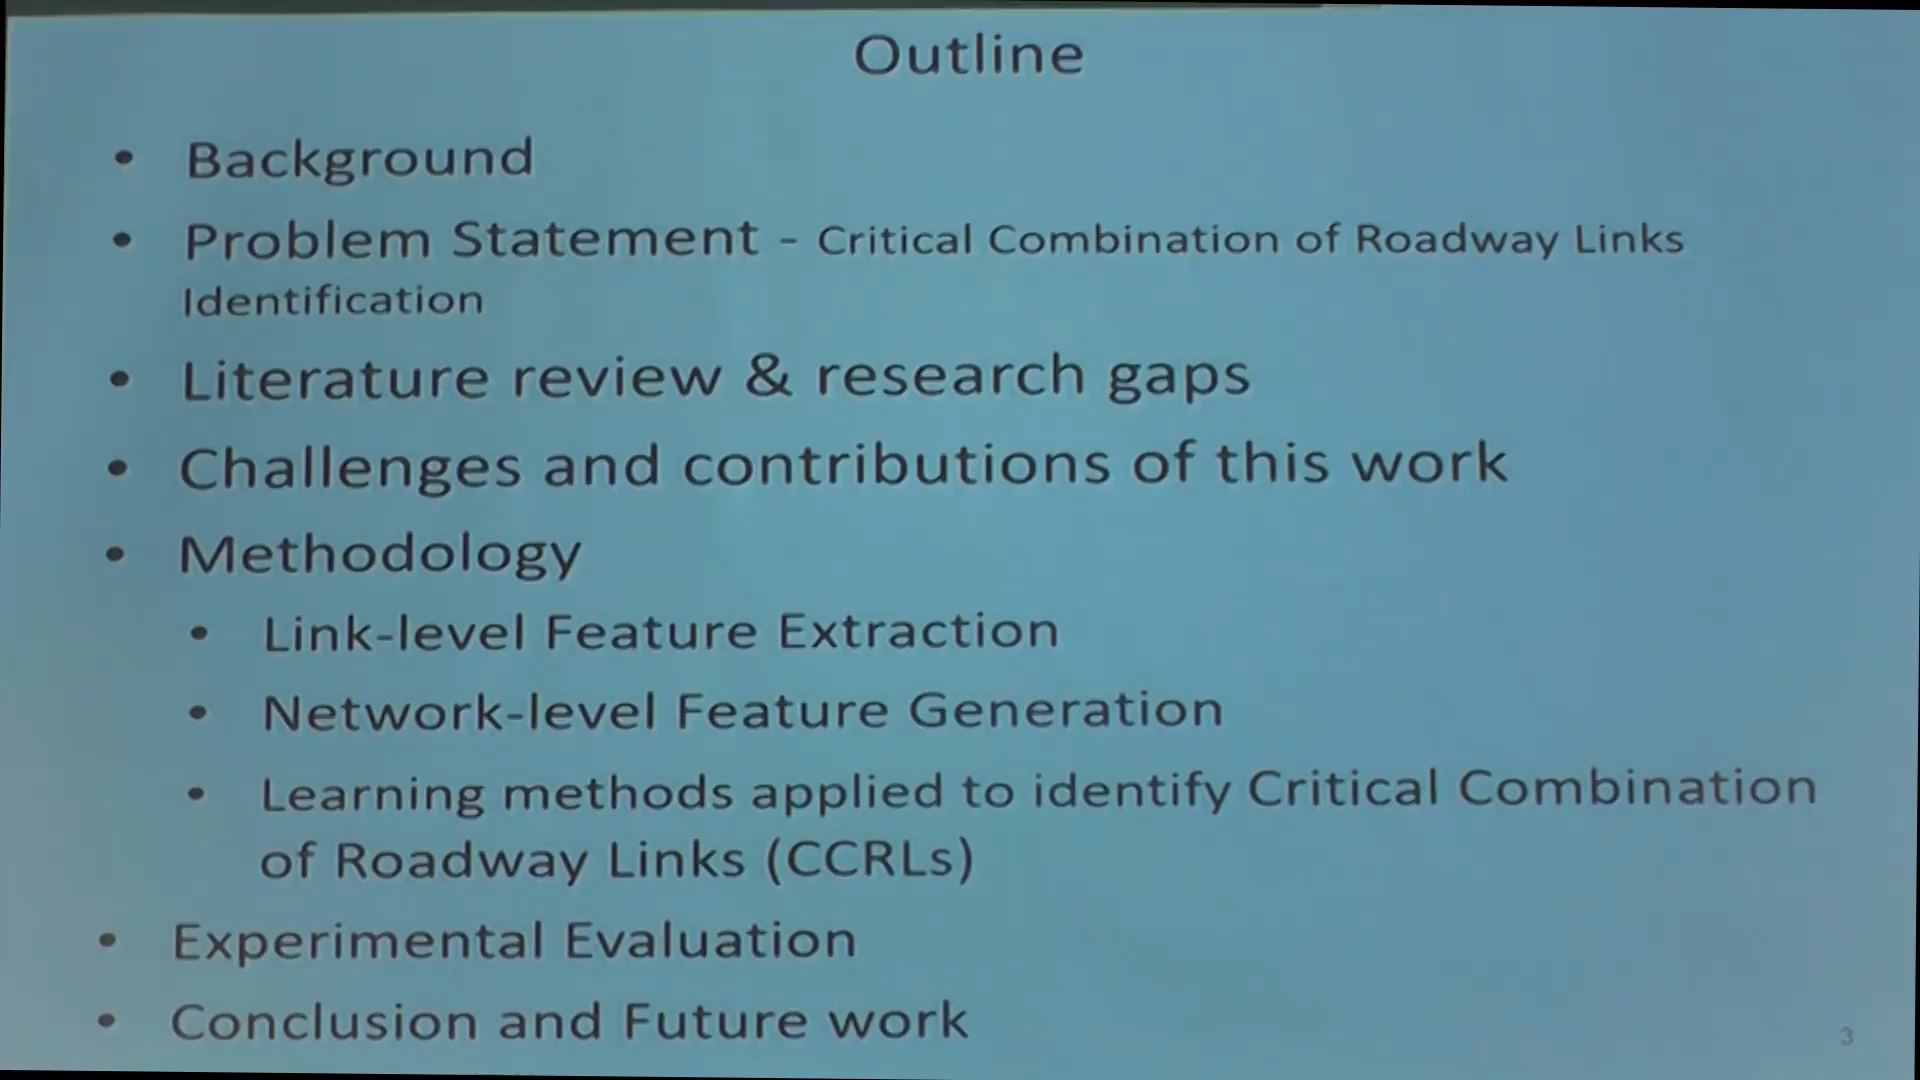 Outline
• Background
• Problem Statement - Critical Combination of Roadway Links
Identification
• Literature review & research gaps
• Challenges and contributions of this work
• Methodology
• Link-level Feature Extraction
• Network-level Feature Generation
• Learning methods applied to identify Critical Combination
of Roadway Links (CCRLs)
• Experimental Evaluation
• Conclusion and Future work
3